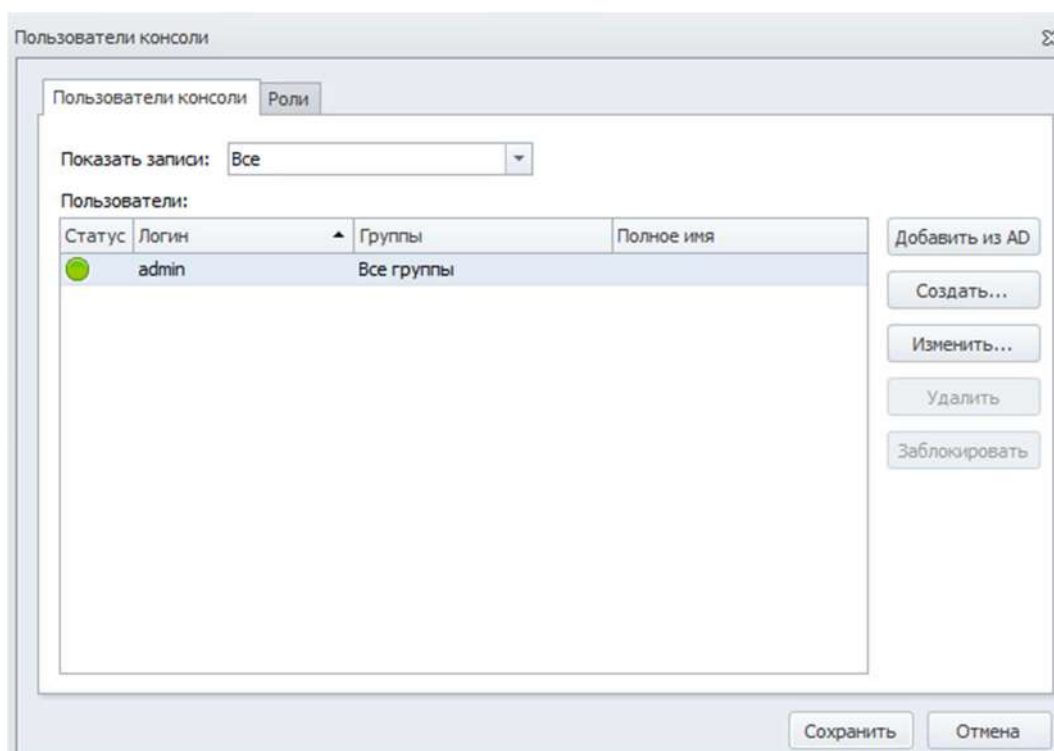 Пользователи консоли
Пользователи консоли Роли
Показать записи: Все
Пользователи:
Статус Логин Группы Полное имя
admin Все группы
Добавить из AD
Создать...
Изменить...
Удалить
Заблокировать
Сохранить Отмена